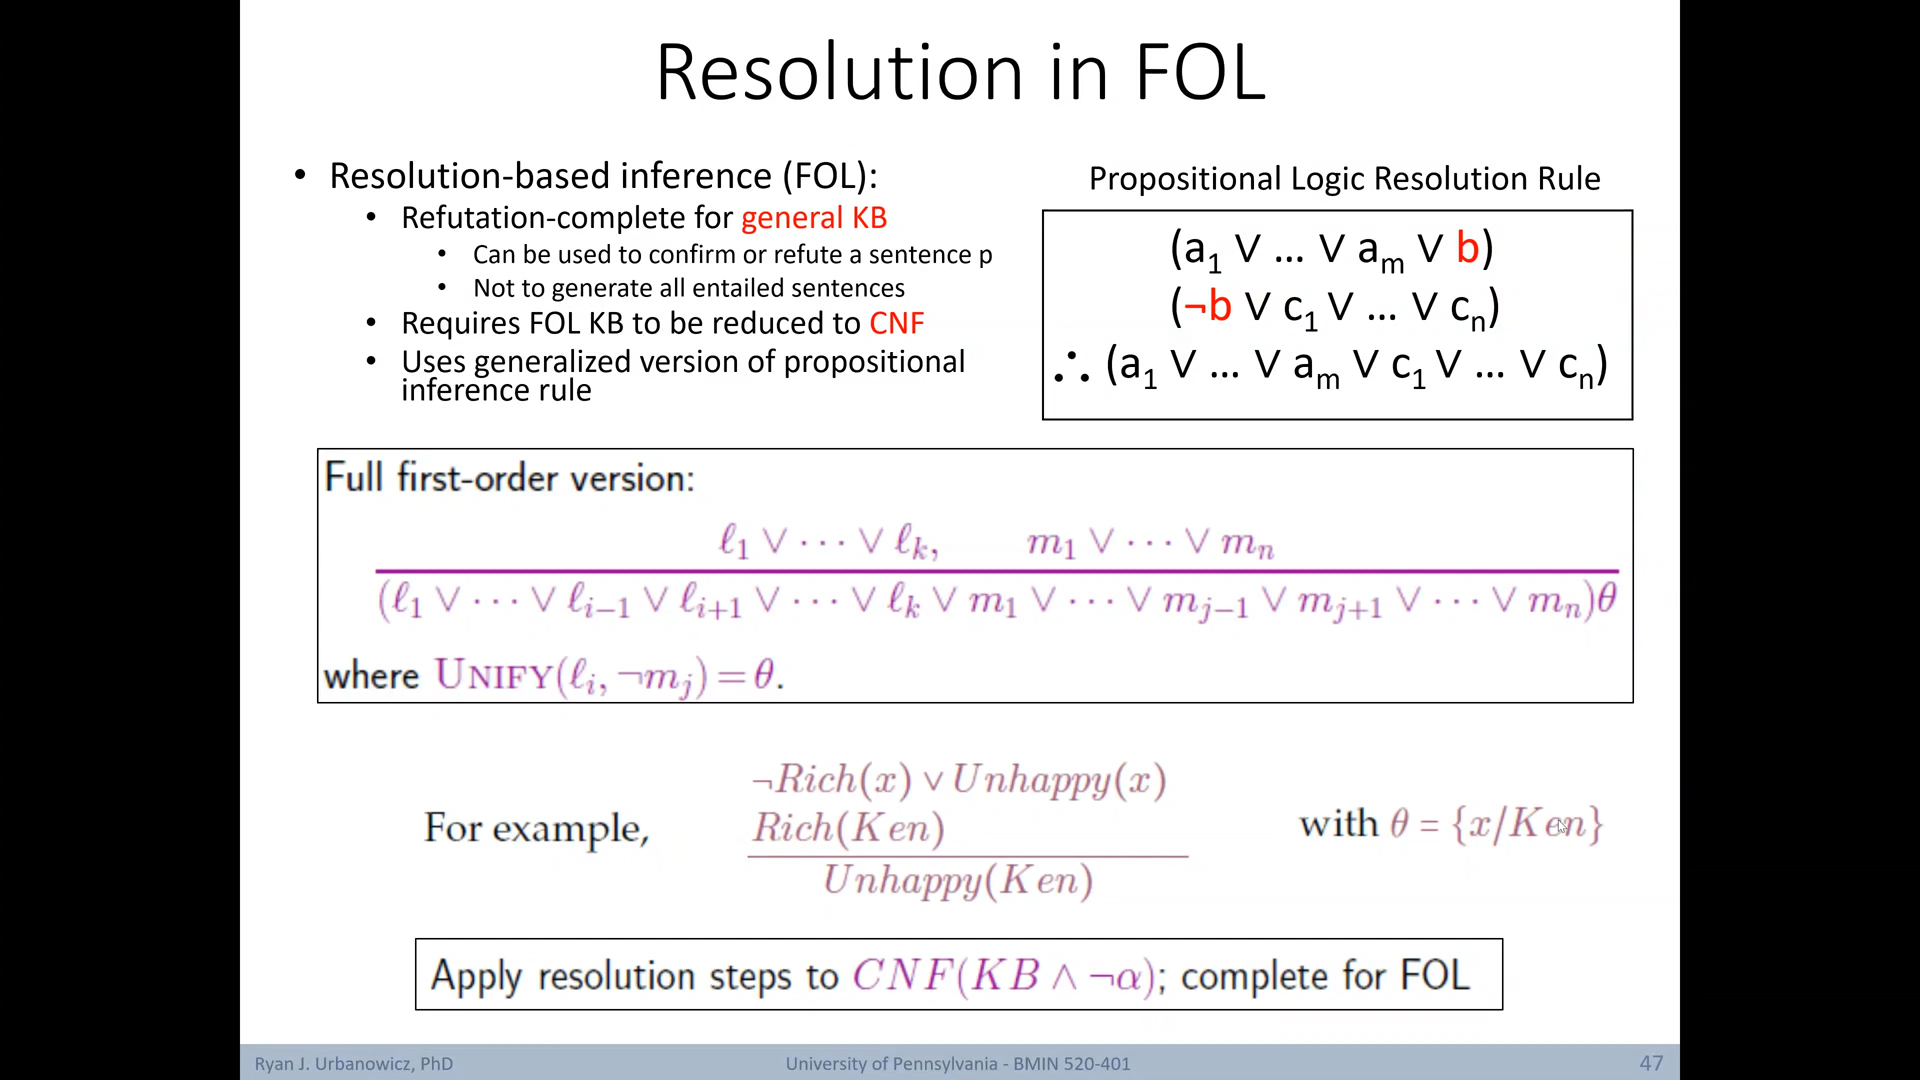 Resolution in FOL
• Resolution-based inference (FOL):
• Refutation-complete for general KB
• Can be used to confirm or refute a sentence p
• Not to generate all entailed sentences
• Requires FOL KB to be reduced to CNF
• Uses generalized version of propositional
inference rule
Propositional Logic Resolution Rule
(a₁ ∨ … ∨ aₘ ∨ b)
(¬b ∨ c₁ ∨ … ∨ cₙ)
∴ (a₁ ∨ … ∨ aₘ ∨ c₁ ∨ … ∨ cₙ)
Full first-order version:
ℓ₁ ∨ ··· ∨ ℓₖ, m₁ ∨ ··· ∨ mₙ
(ℓ₁ ∨ ··· ∨ ℓᵢ₋₁ ∨ ℓᵢ₊₁ ∨ ··· ∨ ℓₖ ∨ m₁ ∨ ··· ∨ mⱼ₋₁ ∨ mⱼ₊₁ ∨ ··· ∨ mₙ)θ
where UNIFY(ℓᵢ, ¬mⱼ) = θ.
For example,
¬Rich(x) ∨ Unhappy(x)
Rich(Ken)
Unhappy(Ken)
with θ = {x/Ken}
Apply resolution steps to CNF(KB ∧ ¬α); complete for FOL
Ryan J. Urbanowicz, PhD
University of Pennsylvania - BMIN 520-401
47